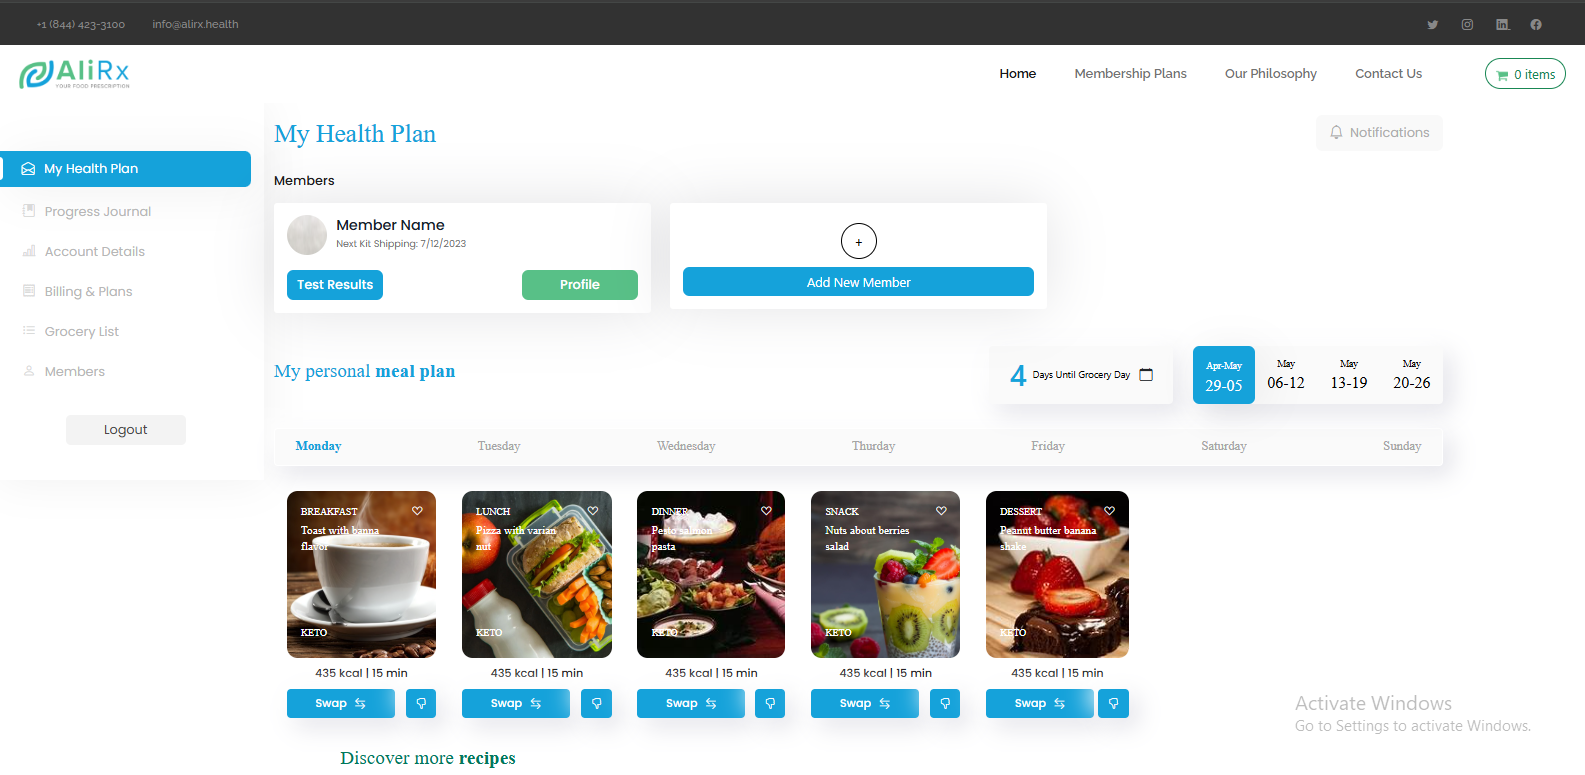 +1 (844) 423-3100 info@alirx.health
AliRx
YOUR FOOD PRESCRIPTION
Home Membership Plans Our Philosophy Contact Us 0 items
My Health Plan
Progress Journal
Account Details
Billing & Plans
Grocery List
Members
Logout
My Health Plan
Notifications
Members
Member Name
Next Kit Shipping: 7/12/2023
Test Results Profile
+
Add New Member
My personal meal plan
4 Days Until Grocery Day
Apr-May May May May
29-05 06-12 13-19 20-26
Monday Tuesday Wednesday Thurday Friday Saturday Sunday
BREAKFAST
Toast with banna
flavor
KETO
435 kcal | 15 min
Swap
LUNCH
Pizza with varian
nut
KETO
435 kcal | 15 min
Swap
DINNER
Pesto salmon
pasta
KETO
435 kcal | 15 min
Swap
SNACK
Nuts about berries
salad
KETO
435 kcal | 15 min
Swap
DESSERT
Peanut butter banana
shake
KETO
435 kcal | 15 min
Swap
Discover more recipes
Activate Windows
Go to Settings to activate Windows.